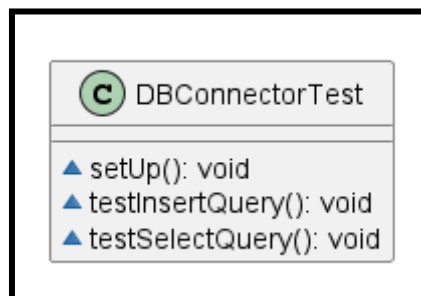 C DBConnectorTest
setUp(): void
testInsertQuery(): void
testSelectQuery(): void